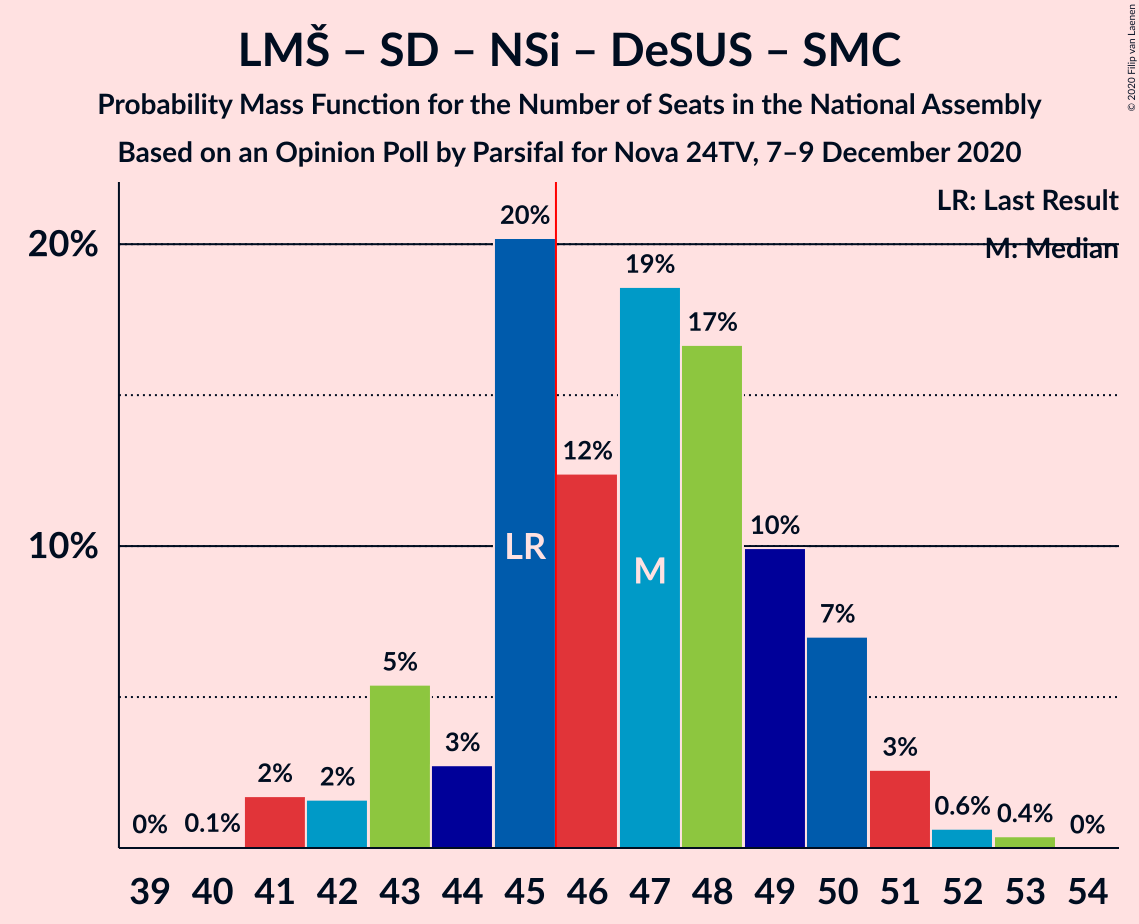 LMŠ – SD – NSi – DeSUS – SMC
Probability Mass Function for the Number of Seats in the National Assembly
Based on an Opinion Poll by Parsifal for Nova 24TV, 7–9 December 2020
© 2020 Filip van Laenen
LR: Last Result
M: Median
20%
10%
0%
0.1%
2%
2%
5%
3%
20%
12%
19%
17%
10%
7%
3%
0.6%
0.4%
0%
LR
M
39 40 41 42 43 44 45 46 47 48 49 50 51 52 53 54